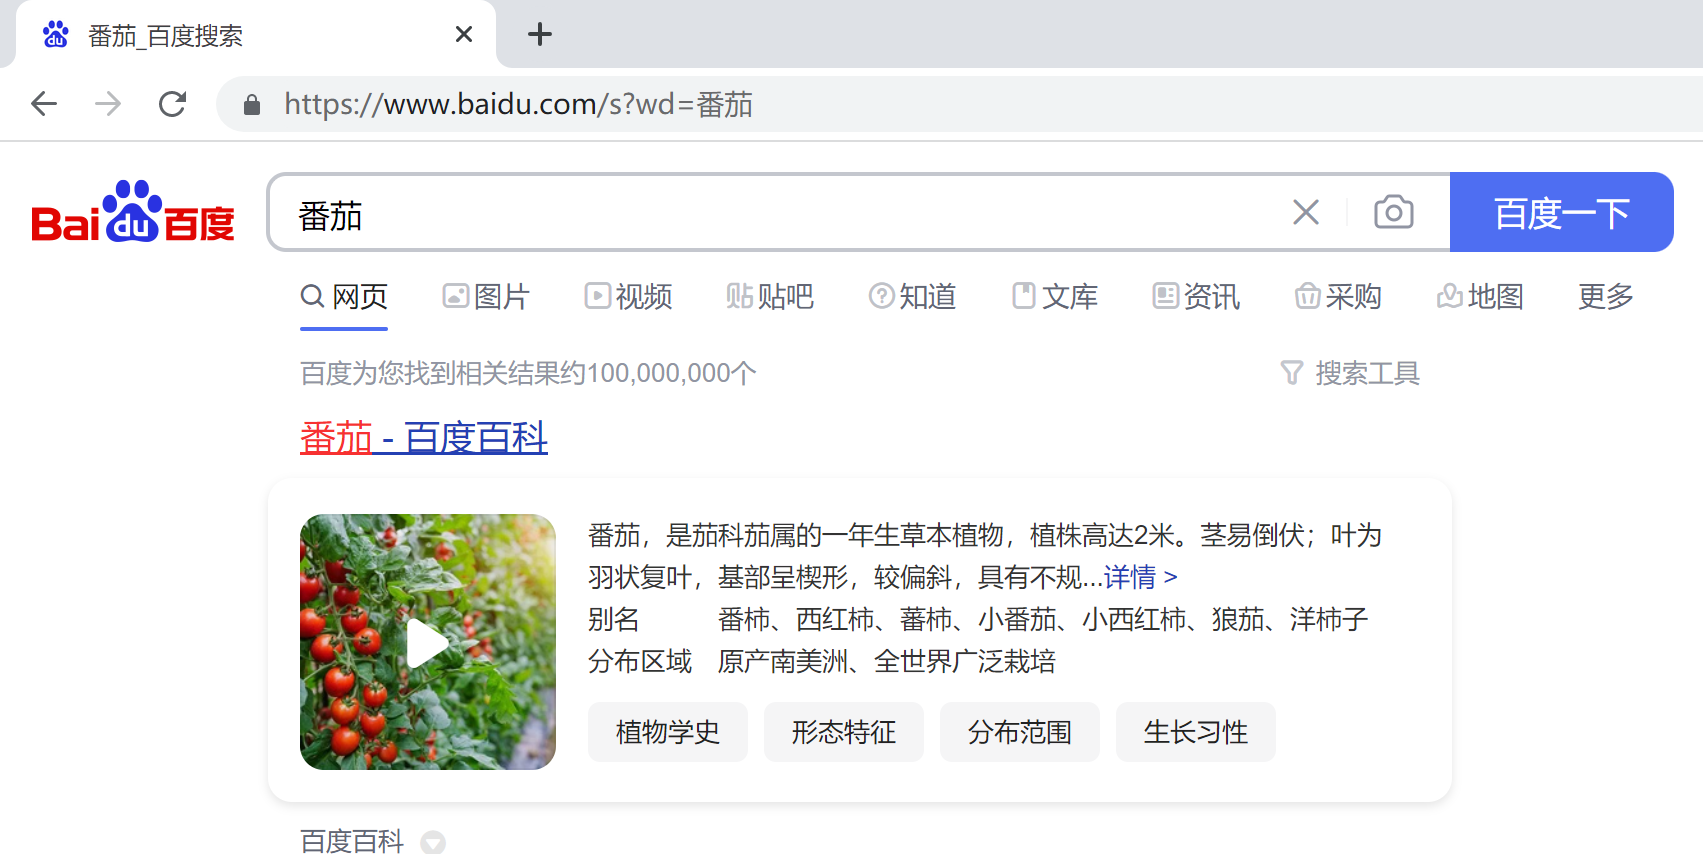 番茄_百度搜索
https://www.baidu.com/s?wd=番茄
Bai du 百度
番茄
百度一下
网页 图片 视频 贴 贴吧 知道 文库 资讯 采购 地图 更多
百度为您找到相关结果约100,000,000个
搜索工具
番茄 - 百度百科
番茄，是茄科茄属的一年生草本植物，植株高达2米。茎易倒伏；叶为
羽状复叶，基部呈楔形，较偏斜，具有不规...详情 >
别名 番柿、西红柿、蕃柿、小番茄、小西红柿、狼茄、洋柿子
分布区域 原产南美洲、全世界广泛栽培
植物学史 形态特征 分布范围 生长习性
百度百科